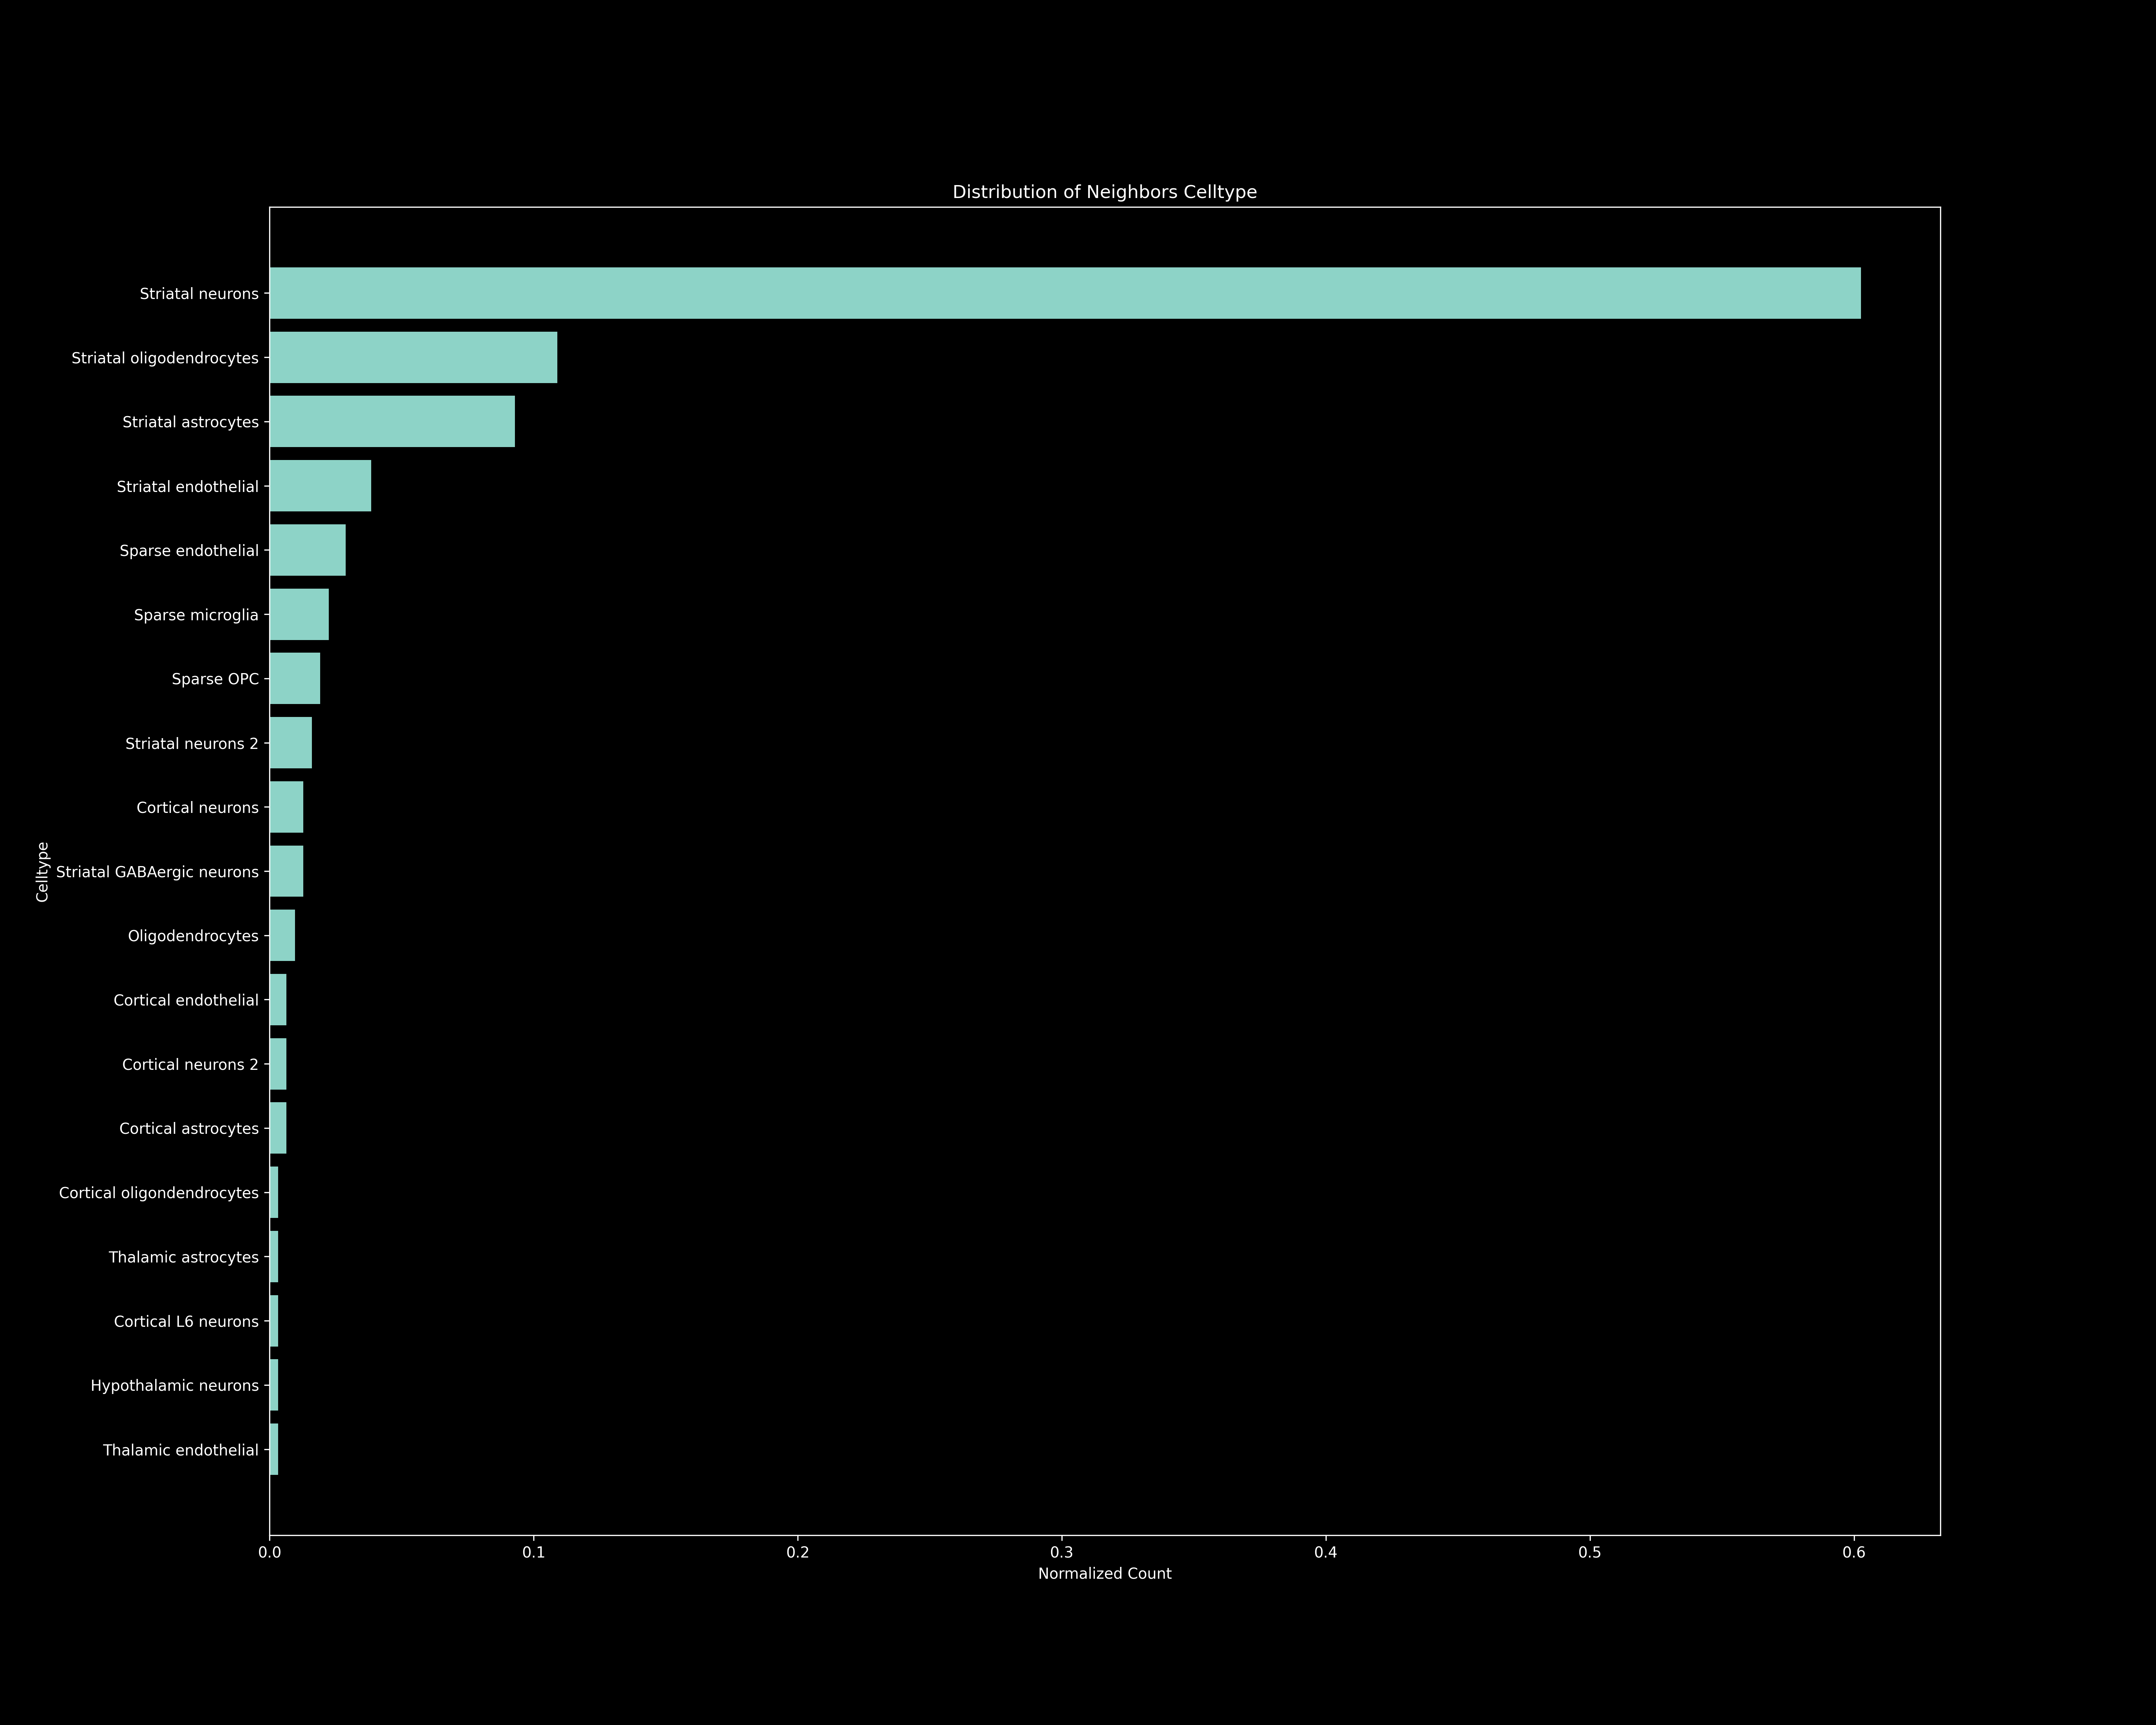 Distribution of Neighbors Celltype
Striatal neurons
Striatal oligodendrocytes
Striatal astrocytes
Striatal endothelial
Sparse endothelial
Sparse microglia
Sparse OPC
Striatal neurons 2
Cortical neurons
Celltype
Striatal GABAergic neurons
Oligodendrocytes
Cortical endothelial
Cortical neurons 2
Cortical astrocytes
Cortical oligondendrocytes
Thalamic astrocytes
Cortical L6 neurons
Hypothalamic neurons
Thalamic endothelial
0.0 0.1 0.2 0.3 0.4 0.5 0.6
Normalized Count